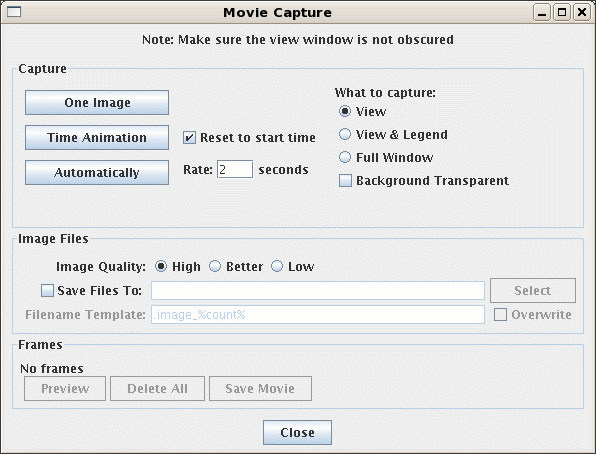 Movie Capture
Note: Make sure the view window is not obscured
Capture
One Image
Time Animation
Reset to start time
Automatically
Rate: 2 seconds
What to capture:
View
View & Legend
Full Window
Background Transparent
Image Files
Image Quality: High Better Low
Save Files To: Select
Filename Template: image_%count% Overwrite
Frames
No frames
Preview Delete All Save Movie
Close